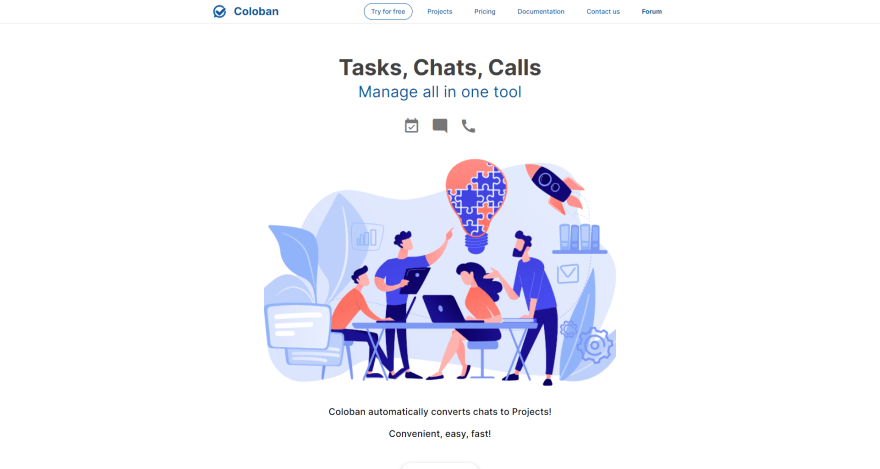 Coloban
Try for free
Projects
Pricing
Documentation
Contact us
Forum
Tasks, Chats, Calls
Manage all in one tool
Coloban automatically converts chats to Projects!
Convenient, easy, fast!